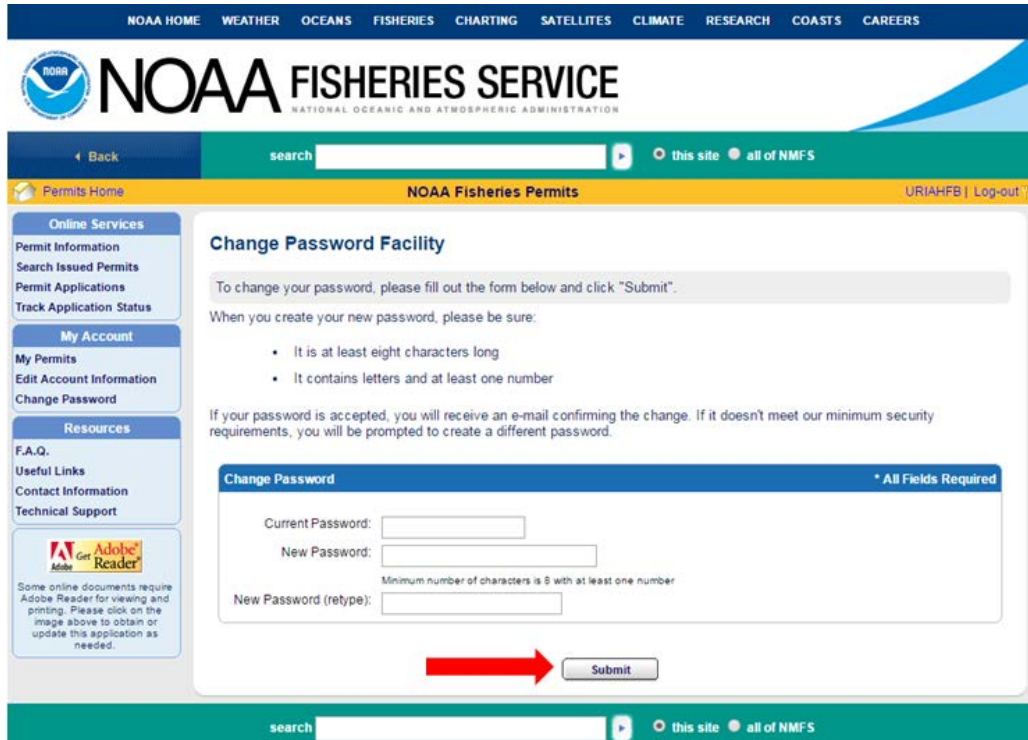 NOAA HOME WEATHER OCEANS FISHERIES CHARTING SATELLITES CLIMATE RESEARCH COASTS CAREERS
NOAA
NOAA FISHERIES SERVICE
NATIONAL OCEANIC AND ATMOSPHERIC ADMINISTRATION
Back
search
this site
all of NMFS
Permits Home
NOAA Fisheries Permits
URIAHFB | Log-out
Online Services
Permit Information
Search Issued Permits
Permit Applications
Track Application Status
My Account
My Permits
Edit Account Information
Change Password
Resources
F.A.Q.
Useful Links
Contact Information
Technical Support
Adobe
Get Adobe® Reader®
Some online documents require
Adobe Reader for viewing and
printing. Please click on the
image above to obtain or
update this application as
needed.
Change Password Facility
To change your password, please fill out the form below and click "Submit".
When you create your new password, please be sure:
• It is at least eight characters long
• It contains letters and at least one number
If your password is accepted, you will receive an e-mail confirming the change. If it doesn't meet our minimum security
requirements, you will be prompted to create a different password.
Change Password * All Fields Required
Current Password:
New Password:
Minimum number of characters is 8 with at least one number
New Password (retype):
Submit
search
this site
all of NMFS